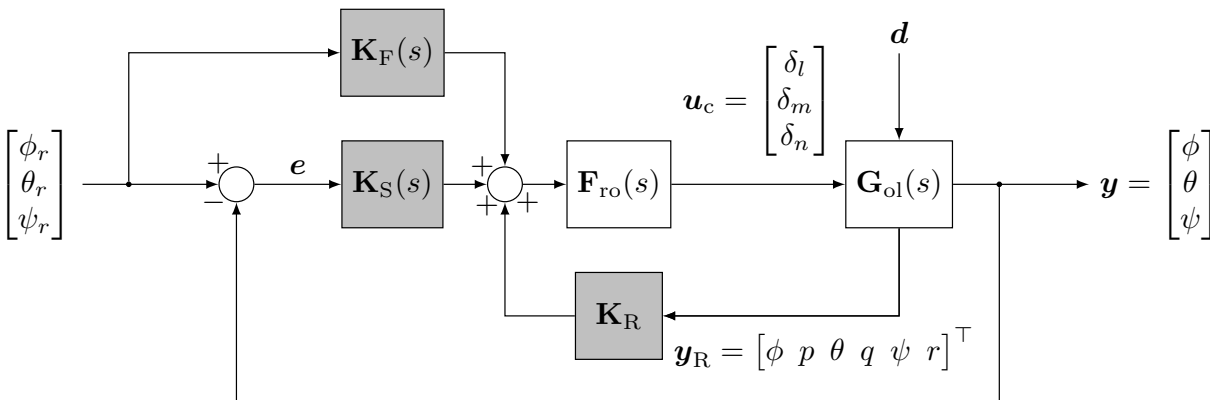 K_F(s)
d
u_c = [δ_l δ_m δ_n]
[φ_r θ_r ψ_r]
+
−
e
K_S(s)
+
+
+
F_ro(s)
G_ol(s)
y = [φ θ ψ]
K_R
y_R = [φ p θ q ψ r]^⊤